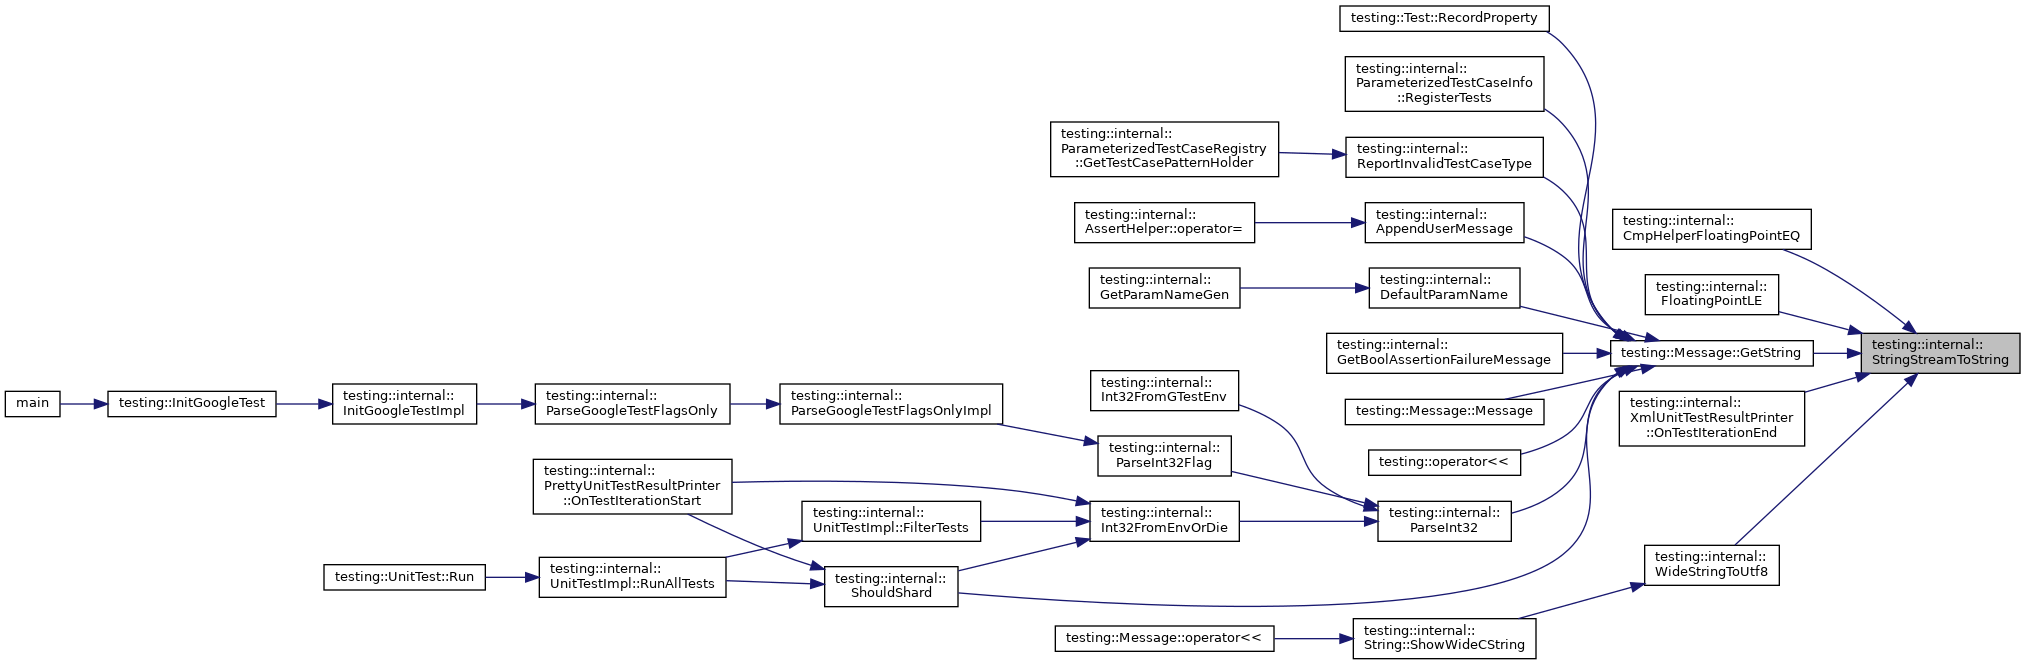 testing::Test::RecordProperty
testing::internal::
ParameterizedTestCaseInfo
::RegisterTests
testing::internal::
ParameterizedTestCaseRegistry
::GetTestCasePatternHolder
testing::internal::
ReportInvalidTestCaseType
testing::internal::
AssertHelper::operator=
testing::internal::
AppendUserMessage
testing::internal::
CmpHelperFloatingPointEQ
testing::internal::
GetParamNameGen
testing::internal::
DefaultParamName
testing::internal::
FloatingPointLE
testing::internal::
GetBoolAssertionFailureMessage
testing::Message::GetString
testing::internal::
StringStreamToString
main
testing::InitGoogleTest
testing::internal::
InitGoogleTestImpl
testing::internal::
ParseGoogleTestFlagsOnly
testing::internal::
ParseGoogleTestFlagsOnlyImpl
testing::internal::
Int32FromGTestEnv
testing::Message::Message
testing::internal::
XmlUnitTestResultPrinter
::OnTestIterationEnd
testing::internal::
ParseInt32Flag
testing::operator<<
testing::internal::
PrettyUnitTestResultPrinter
::OnTestIterationStart
testing::internal::
UnitTestImpl::FilterTests
testing::internal::
Int32FromEnvOrDie
testing::internal::
ParseInt32
testing::UnitTest::Run
testing::internal::
UnitTestImpl::RunAllTests
testing::internal::
ShouldShard
testing::internal::
WideStringToUtf8
testing::Message::operator<<
testing::internal::
String::ShowWideCString